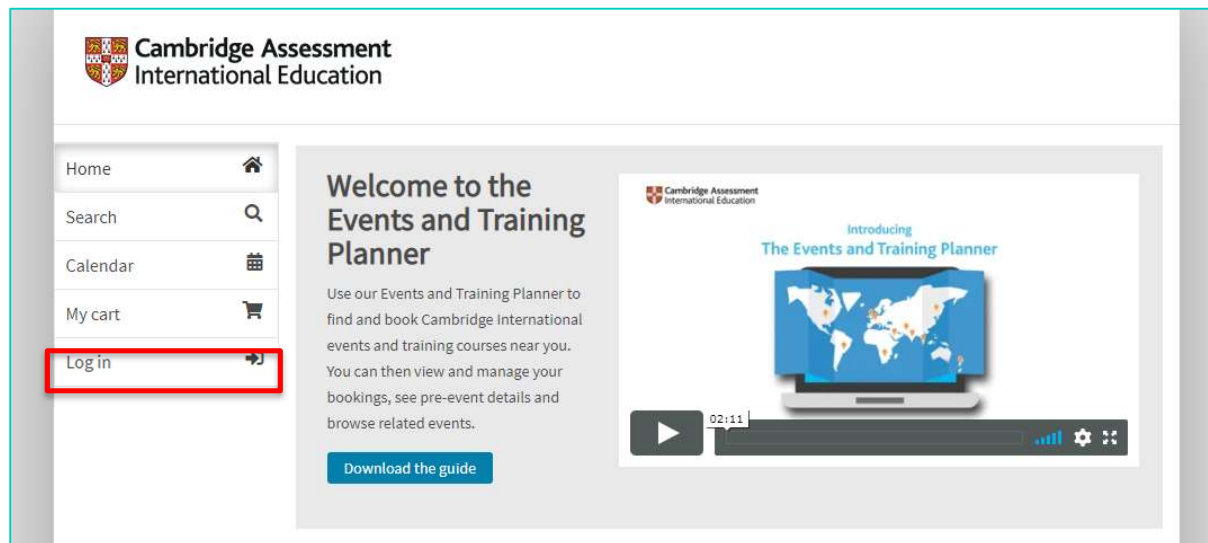 Cambridge Assessment
International Education
Home
Search
Calendar
My cart
Log in
Welcome to the
Events and Training
Planner
Use our Events and Training Planner to
find and book Cambridge International
events and training courses near you.
You can then view and manage your
bookings, see pre-event details and
browse related events.
Download the guide
Cambridge Assessment
International Education
Introducing
The Events and Training Planner
02:11